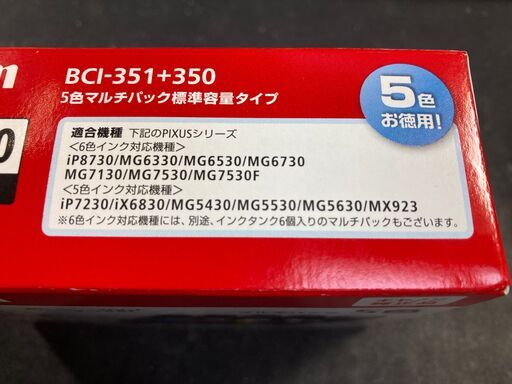 BCI-351+350
5色マルチパック標準容量タイプ
5色
お徳用!
適合機種 下記のPIXUSシリーズ
<6色インク対応機種>
iP8730/MG6330/MG6530/MG6730
MG7130/MG7530/MG7530F
<5色インク対応機種>
iP7230/iX6830/MG5430/MG5530/MG5630/MX923
※6色インク対応機種には、別途、インクタンク6個入りのマルチパックもございます。